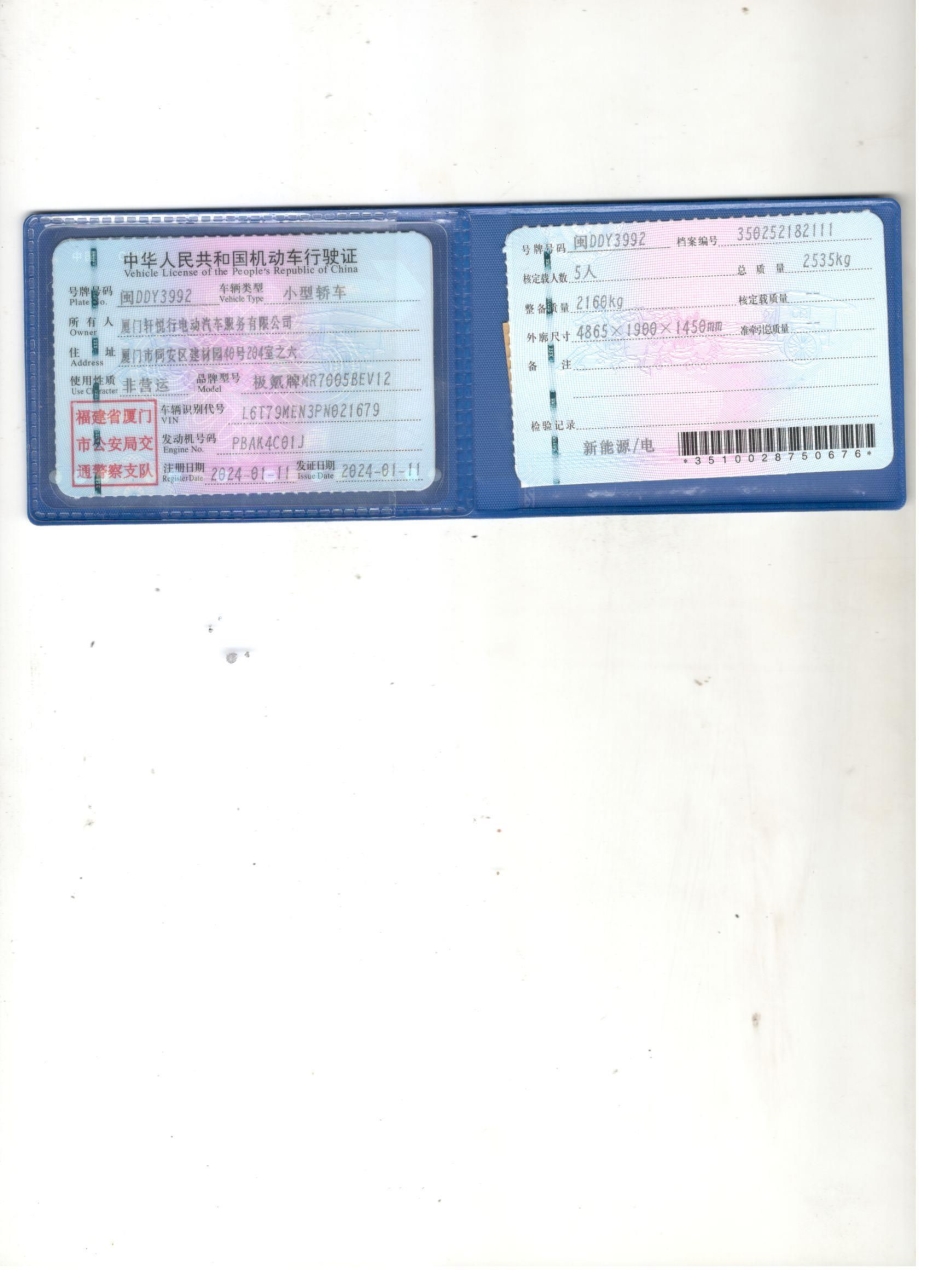 中华人民共和国机动车行驶证
Vehicle License of the People's Republic of China
号牌号码 Plate No. 闽DDY3992 车辆类型 Vehicle Type 小型轿车
所有人 Owner 厦门轩悦行电动汽车服务有限公司
住址 Address 厦门市同安区建材园40号204室之六
使用性质 Use Character 非营运 品牌型号 Model 极氪牌MR7005BEV12
福建省厦门
市公安局交
通警察支队
车辆识别代号 VIN L6T79MEN3PN021679
发动机号码 Engine No. PBAK4C01J
注册日期 Register Date 2024-01-11 发证日期 Issue Date 2024-01-11
号牌号码 闽DDY3992 档案编号 350252182111
核定载人数 5人 总质量 2535kg
整备质量 2160kg 核定载质量 --
外廓尺寸 4865×1900×1450mm 准牵引总质量 --
备注
检验记录
新能源/电
*3510028750676*